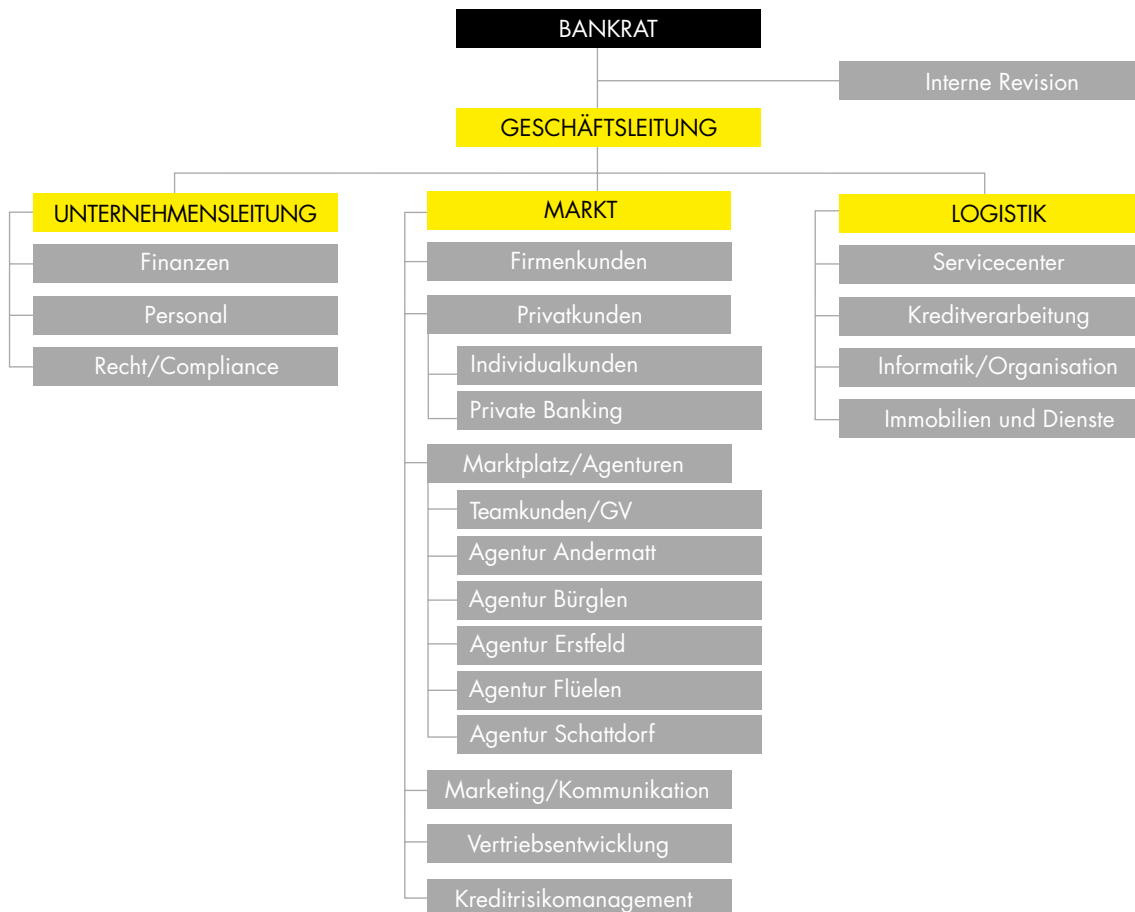 BANKRAT
Interne Revision
GESCHÄFTSLEITUNG
UNTERNEHMENSLEITUNG
Finanzen
Personal
Recht/Compliance
MARKT
Firmenkunden
Privatkunden
Individualkunden
Private Banking
Marktplatz/Agenturen
Teamkunden/GV
Agentur Andermatt
Agentur Bürglen
Agentur Erstfeld
Agentur Flüelen
Agentur Schattdorf
Marketing/Kommunikation
Vertriebsentwicklung
Kreditrisikomanagement
LOGISTIK
Servicecenter
Kreditverarbeitung
Informatik/Organisation
Immobilien und Dienste